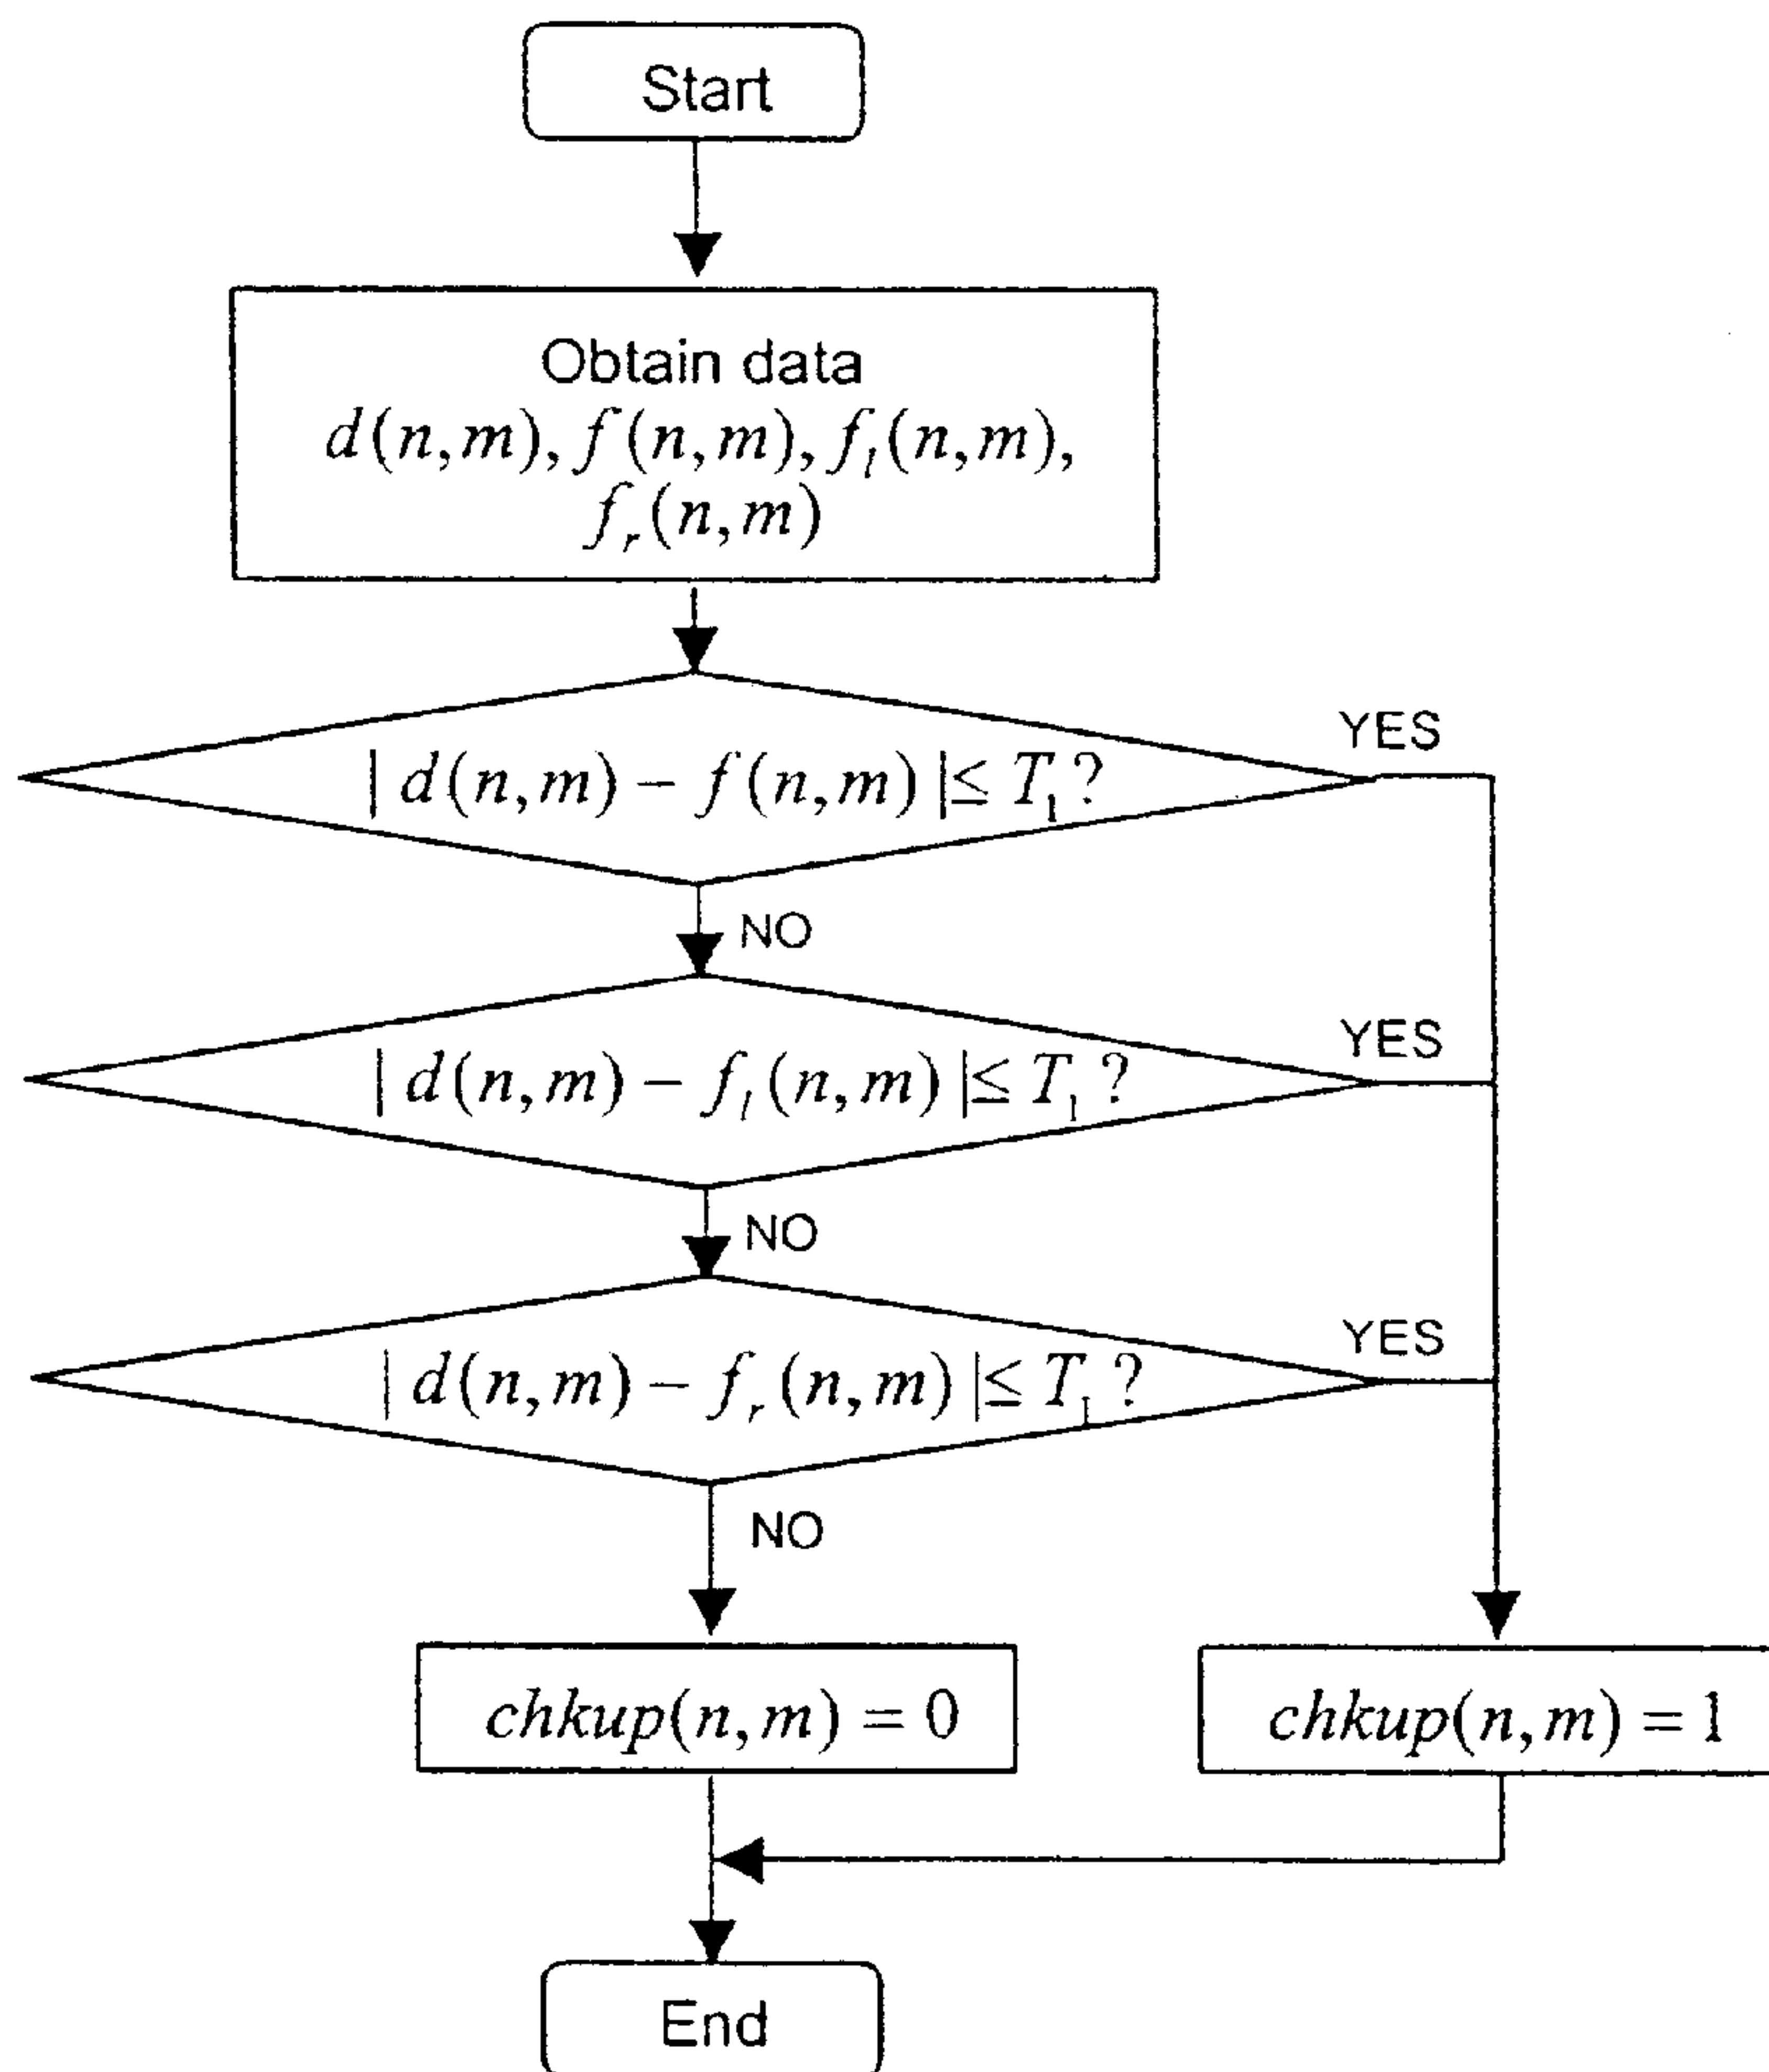 Start
Obtain data
d(n,m), f(n,m), f_l(n,m),
f_r(n,m)
| d(n,m) − f(n,m) |≤ T_1?
YES
NO
| d(n,m) − f_l(n,m) |≤ T_1?
YES
NO
| d(n,m) − f_r(n,m) |≤ T_1?
YES
NO
chkup(n,m) = 0
chkup(n,m) = 1
End